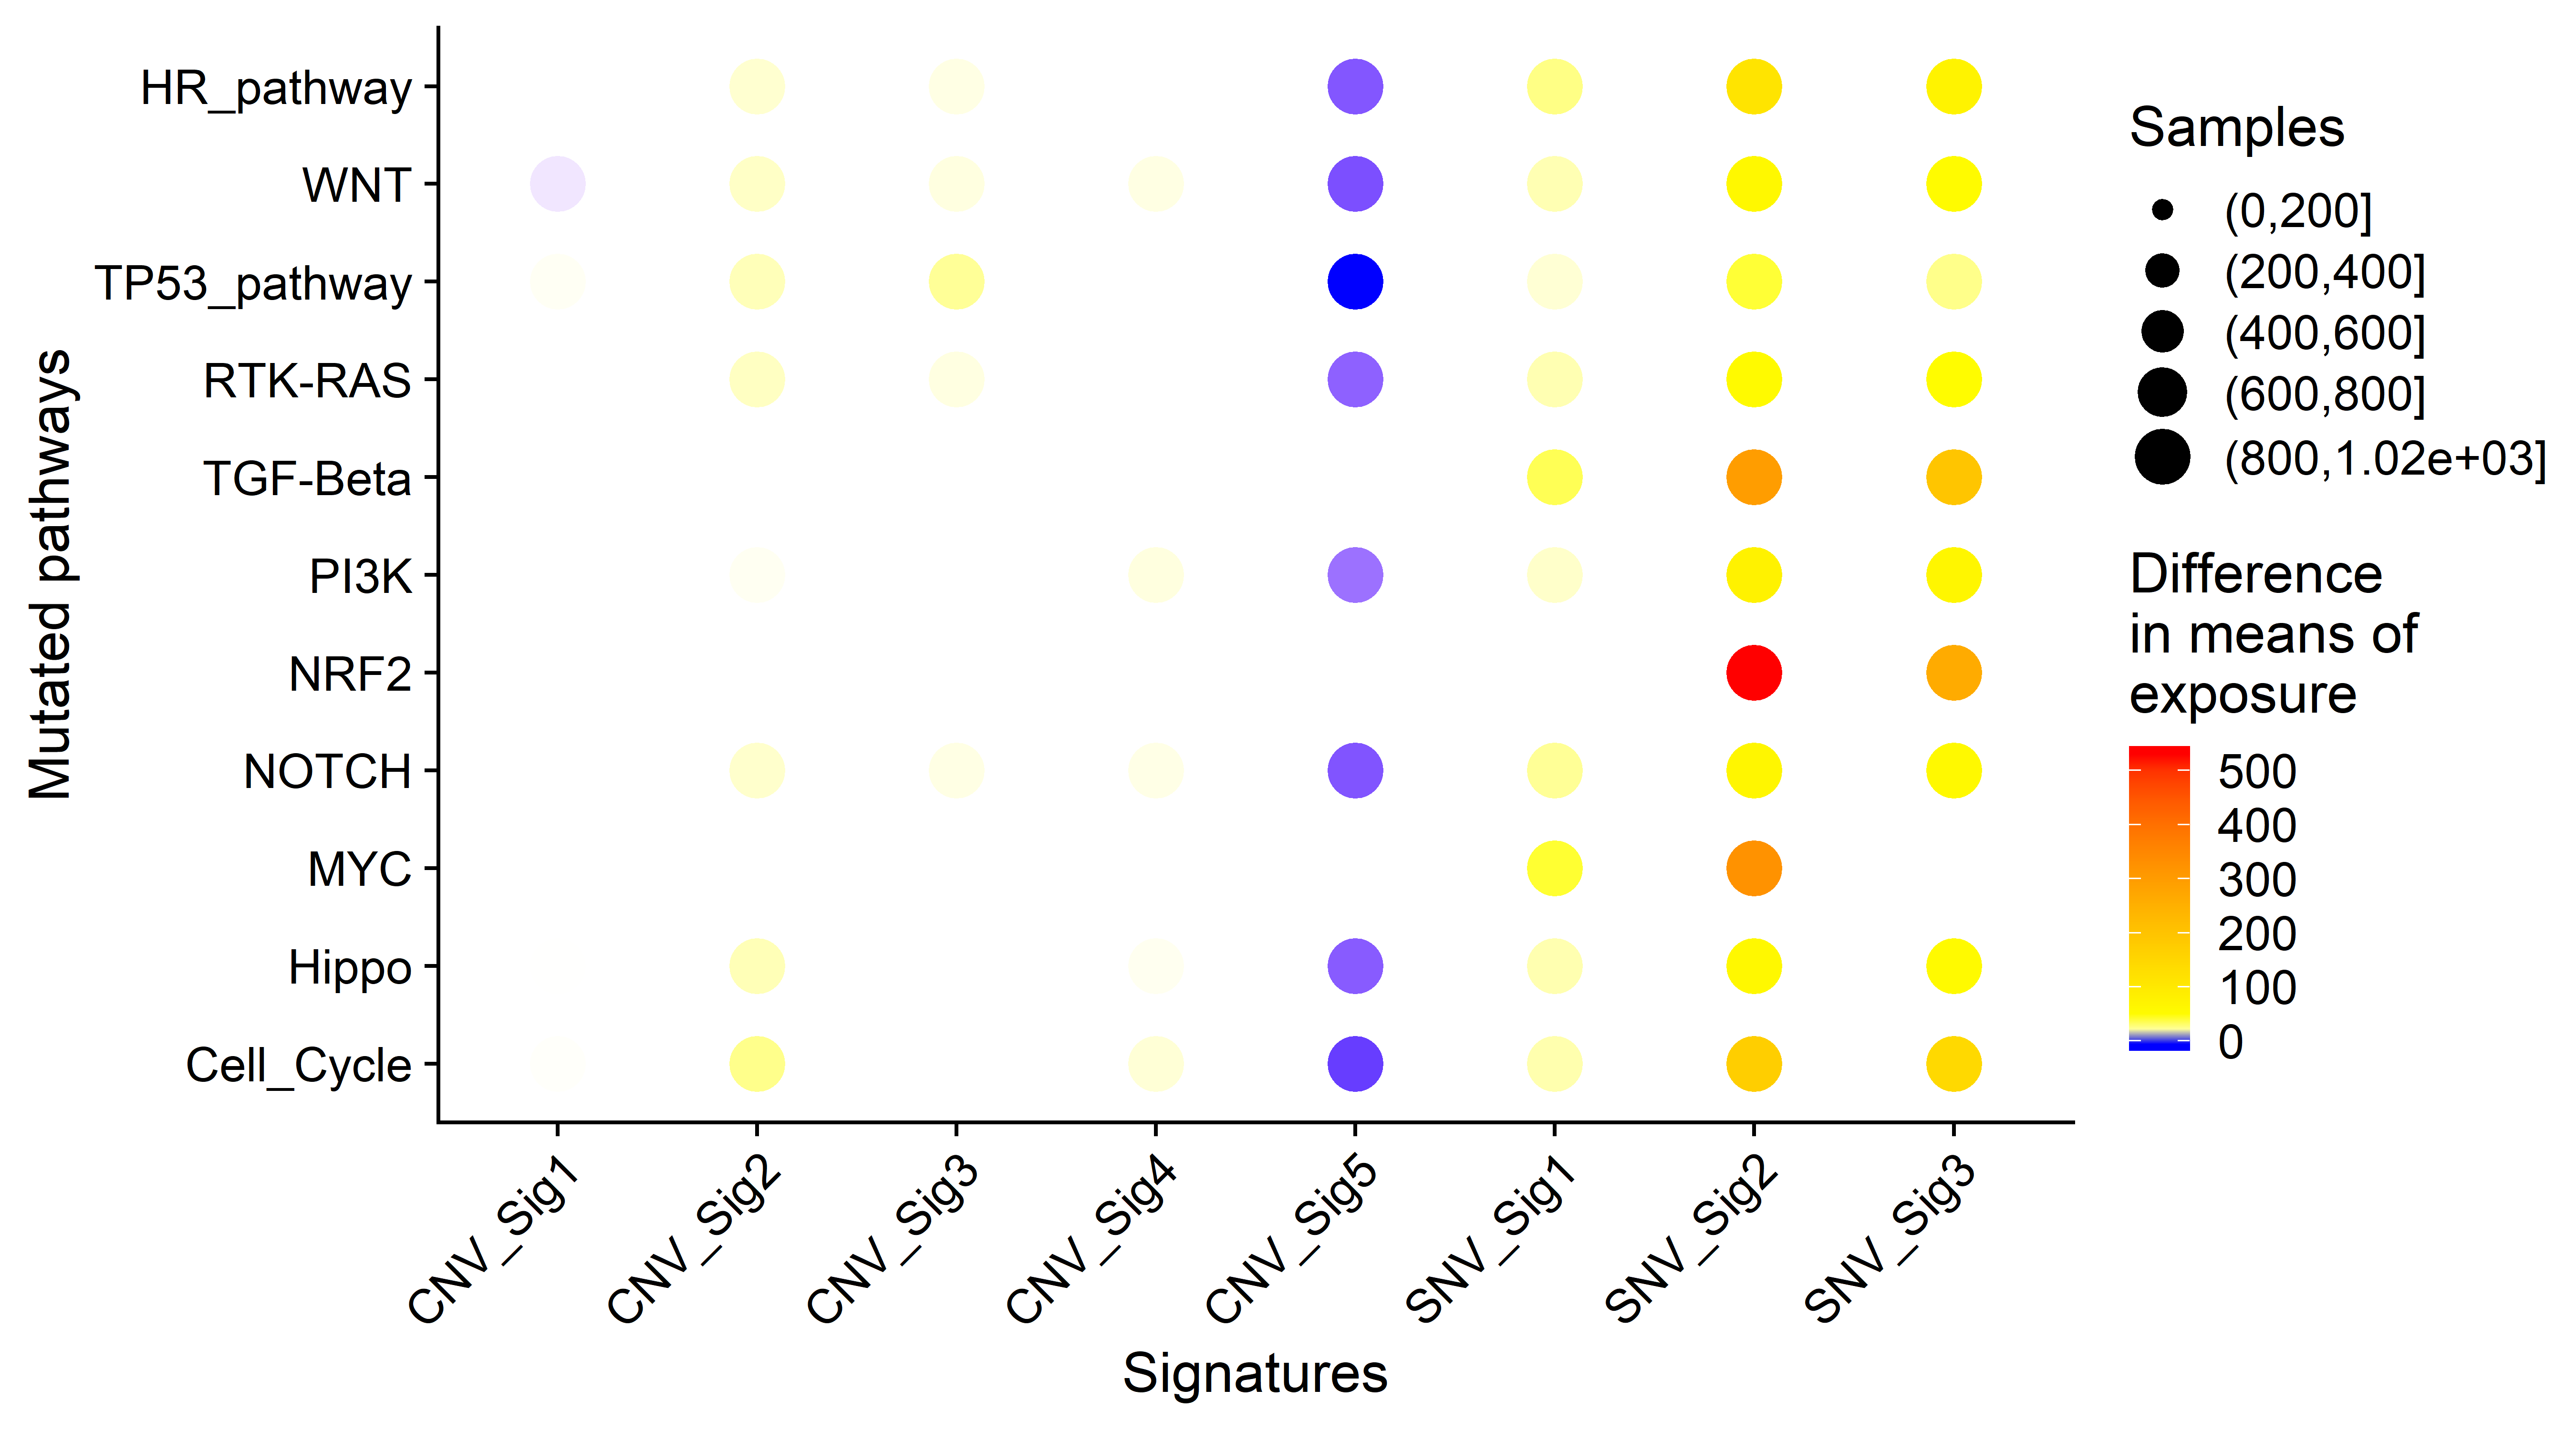 Mutated pathways
HR_pathway
WNT
TP53_pathway
RTK-RAS
TGF-Beta
PI3K
NRF2
NOTCH
MYC
Hippo
Cell_Cycle
CNV_Sig1
CNV_Sig2
CNV_Sig3
CNV_Sig4
CNV_Sig5
SNV_Sig1
SNV_Sig2
SNV_Sig3
Signatures
Samples
(0,200]
(200,400]
(400,600]
(600,800]
(800,1.02e+03]
Difference
in means of
exposure
500
400
300
200
100
0